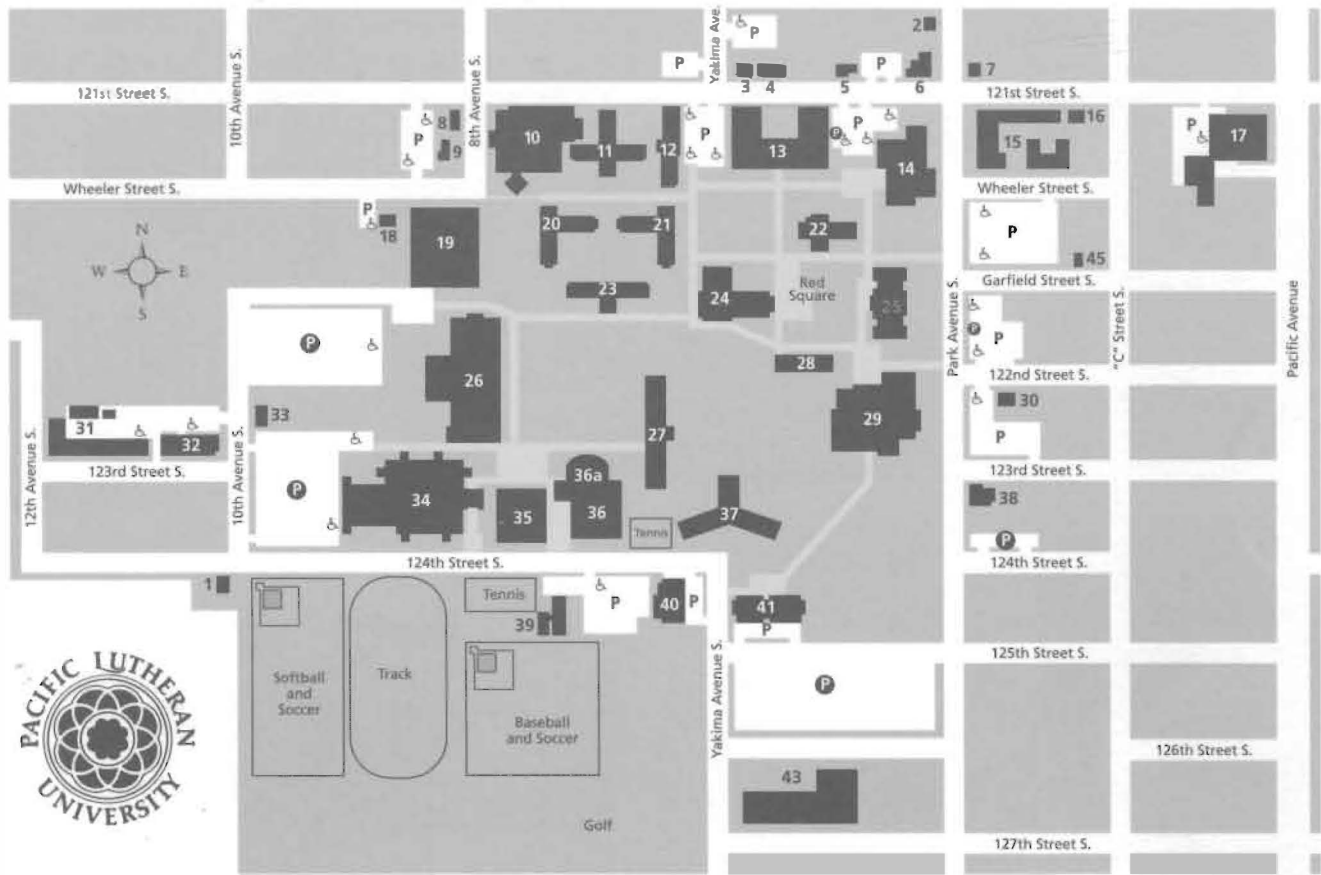 Yakima Ave.
P
2
P
P
10th Avenue S.
8th Avenue S.
3
4
5
6
7
121st Street S.
121st Street S.
8
P
9
10
11
12
P
13
P
P
14
15
16
P
17
Wheeler Street S.
Wheeler Street S.
P
18
19
20
21
22
P
45
N
W
E
S
23
24
Red
Square
25
Garfield Street S.
Park Avenue S.
"C" Street S.
Pacific Avenue
P
P
P
26
28
122nd Street S.
27
29
30
P
31
32
33
12th Avenue S.
10th Avenue S.
123rd Street S.
123rd Street S.
P
34
35
36a
36
37
Tennis
38
P
124th Street S.
124th Street S.
1
Tennis
39
P
40
P
41
P
PACIFIC LUTHERAN
UNIVERSITY
Softball
and
Soccer
Track
Baseball
and Soccer
Yakima Avenue S.
125th Street S.
P
126th Street S.
43
Golf
127th Street S.